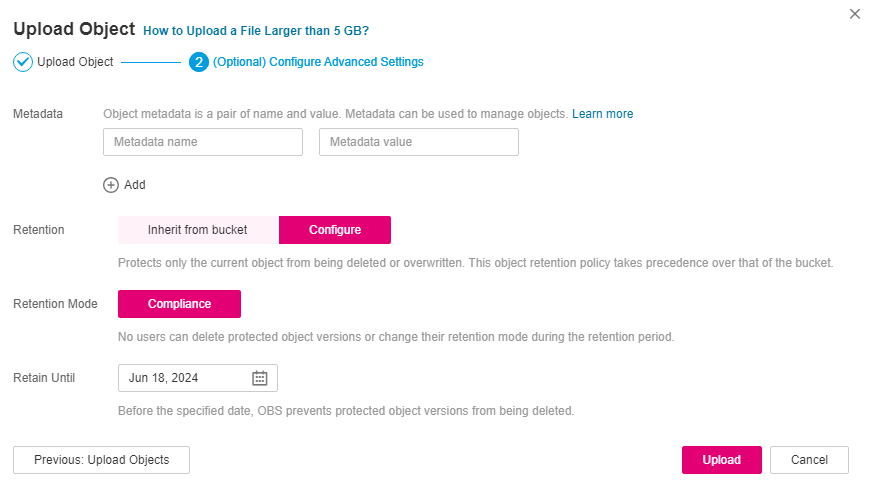 Upload Object How to Upload a File Larger than 5 GB?
Upload Object 2 (Optional) Configure Advanced Settings
Metadata Object metadata is a pair of name and value. Metadata can be used to manage objects. Learn more
Metadata name Metadata value
Add
Retention Inherit from bucket Configure
Protects only the current object from being deleted or overwritten. This object retention policy takes precedence over that of the bucket.
Retention Mode Compliance
No users can delete protected object versions or change their retention mode during the retention period.
Retain Until Jun 18, 2024
Before the specified date, OBS prevents protected object versions from being deleted.
Previous: Upload Objects Upload Cancel